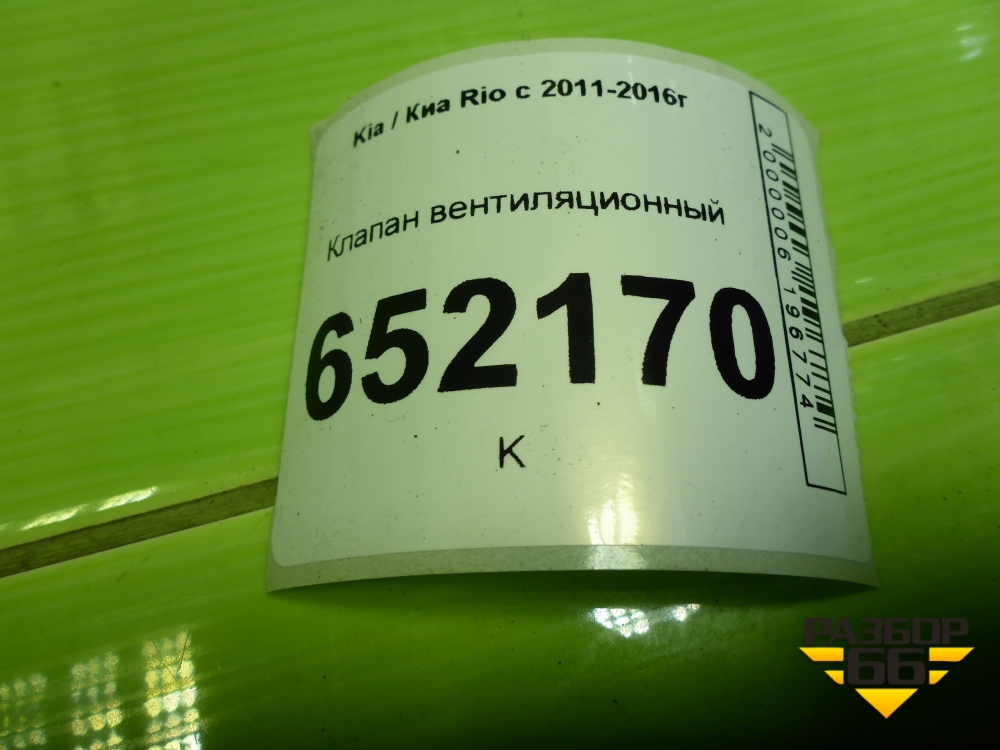 Kia / Киа Rio с 2011-2016г
Клапан вентиляционный
652170
К
2000006196774
РАЗБОР
66